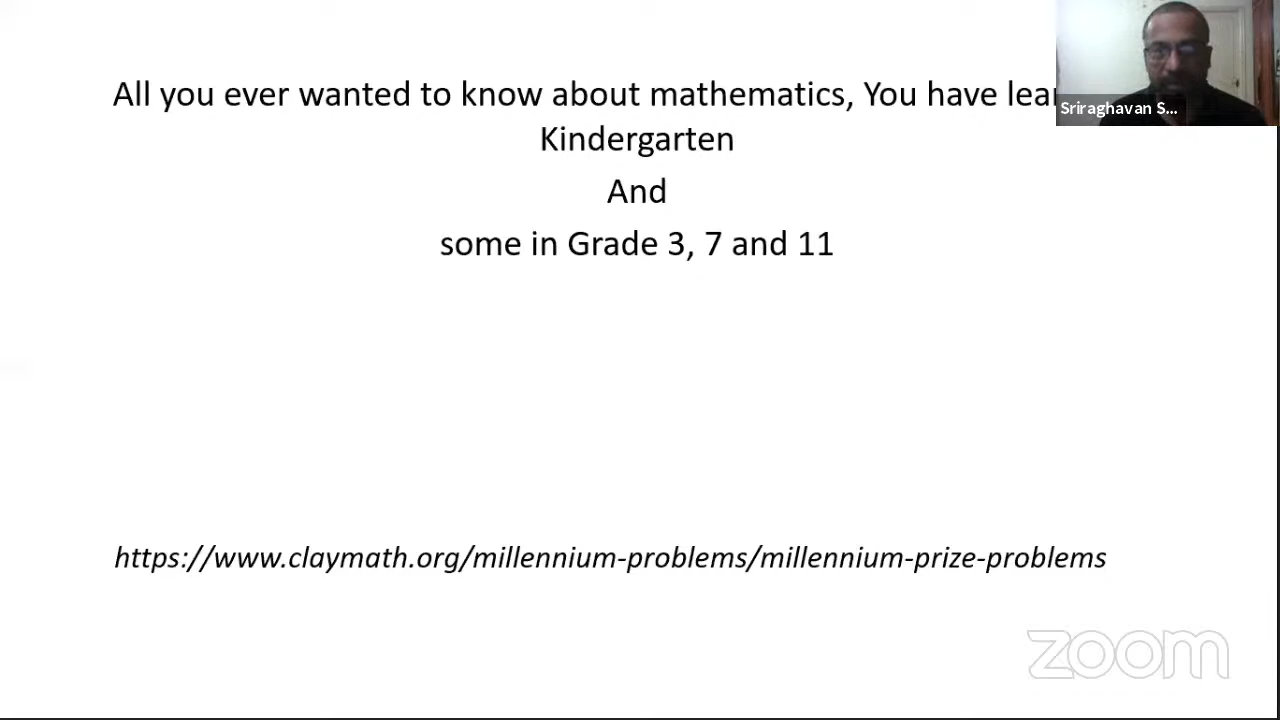 All you ever wanted to know about mathematics, You have
Kindergarten
And
some in Grade 3, 7 and 11
https://www.claymath.org/millennium-problems/millennium-prize-problems
Sriraghavan S...
zoom